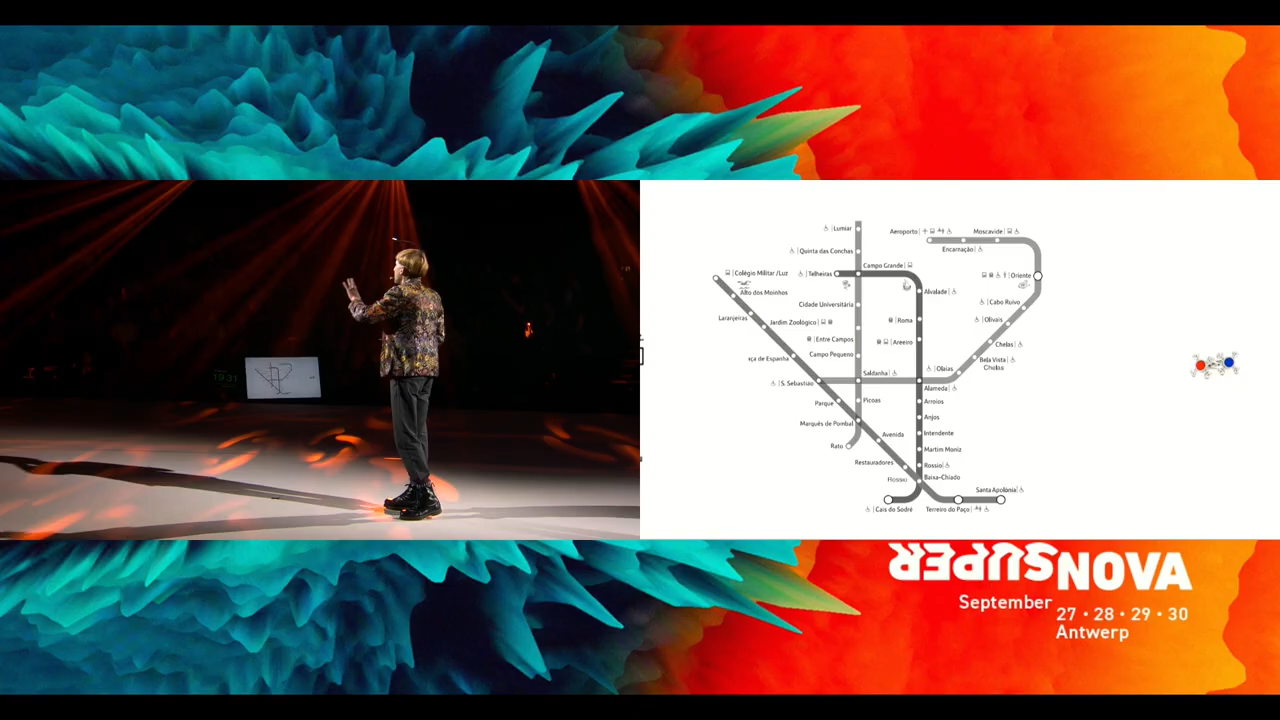 Lumiar
Aeroporto
Moscavide
Quinta das Conchas
Encarnação
Campo Grande
Colégio Militar /Luz
Telheiras
Oriente
Alto dos Moinhos
Alvalade
Cidade Universitária
Cabo Ruivo
Laranjeiras
Jardim Zoológico
Roma
Olivais
Entre Campos
Areeiro
Chelas
aça de Espanha
Campo Pequeno
Bela Vista
Chelas
Saldanha
Olaias
S. Sebastião
Alameda
Parque
Picoas
Arroios
Anjos
Marquês de Pombal
Avenida
Intendente
Rato
Martim Moniz
Restauradores
Rossio
Rossio
Baixa-Chiado
Santa Apolónia
Cais do Sodré
Terreiro do Paço
SUPERNOVA
September
27 • 28 • 29 • 30
Antwerp